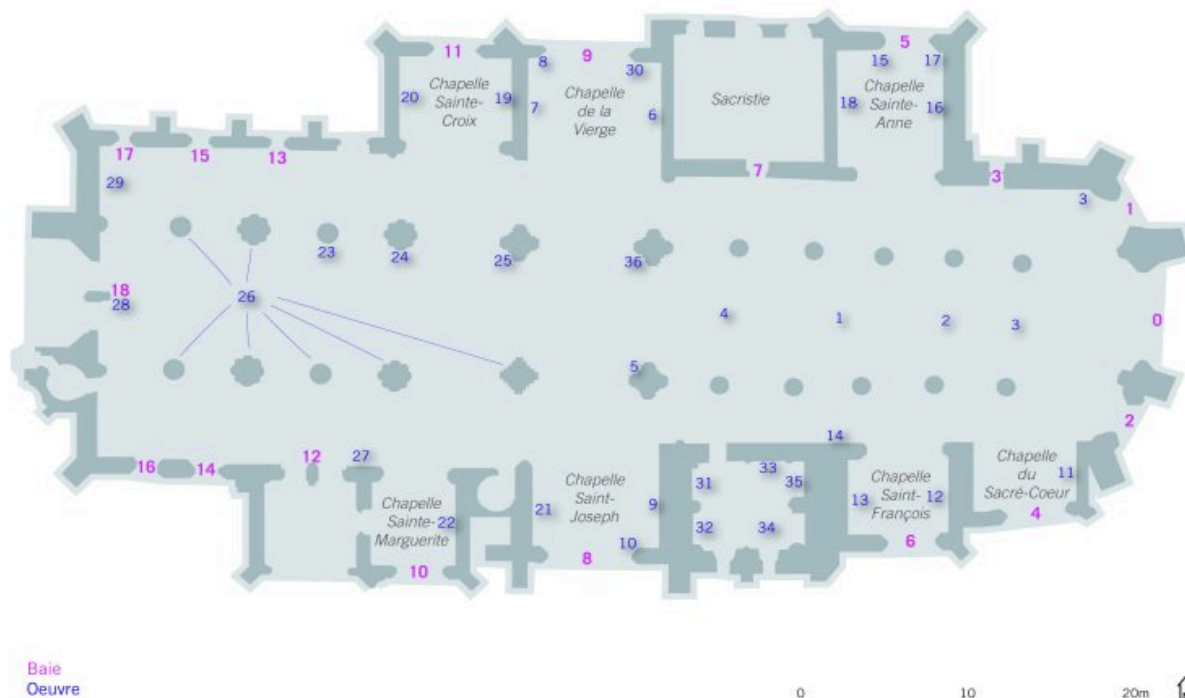 11 9 5
8 30 15 17
Chapelle
Sainte-
Croix
20 19
Chapelle
de la
Vierge
7 6
Sacristie
Chapelle
Sainte-
Anne
18 16
17 15 13
29
7 3
3 1
23 24 25 36
18
28
26
4 1 2 3 0
5
2
16 14 12 27
14
Chapelle
Sainte-
Marguerite
22
10
Chapelle
Saint-
Joseph
21 9
10
8
31 33 35
32 34
Chapelle
Saint-
François
13 12
6
Chapelle
du
Sacré-Coeur
11
4
Baie
Oeuvre
0 10 20m